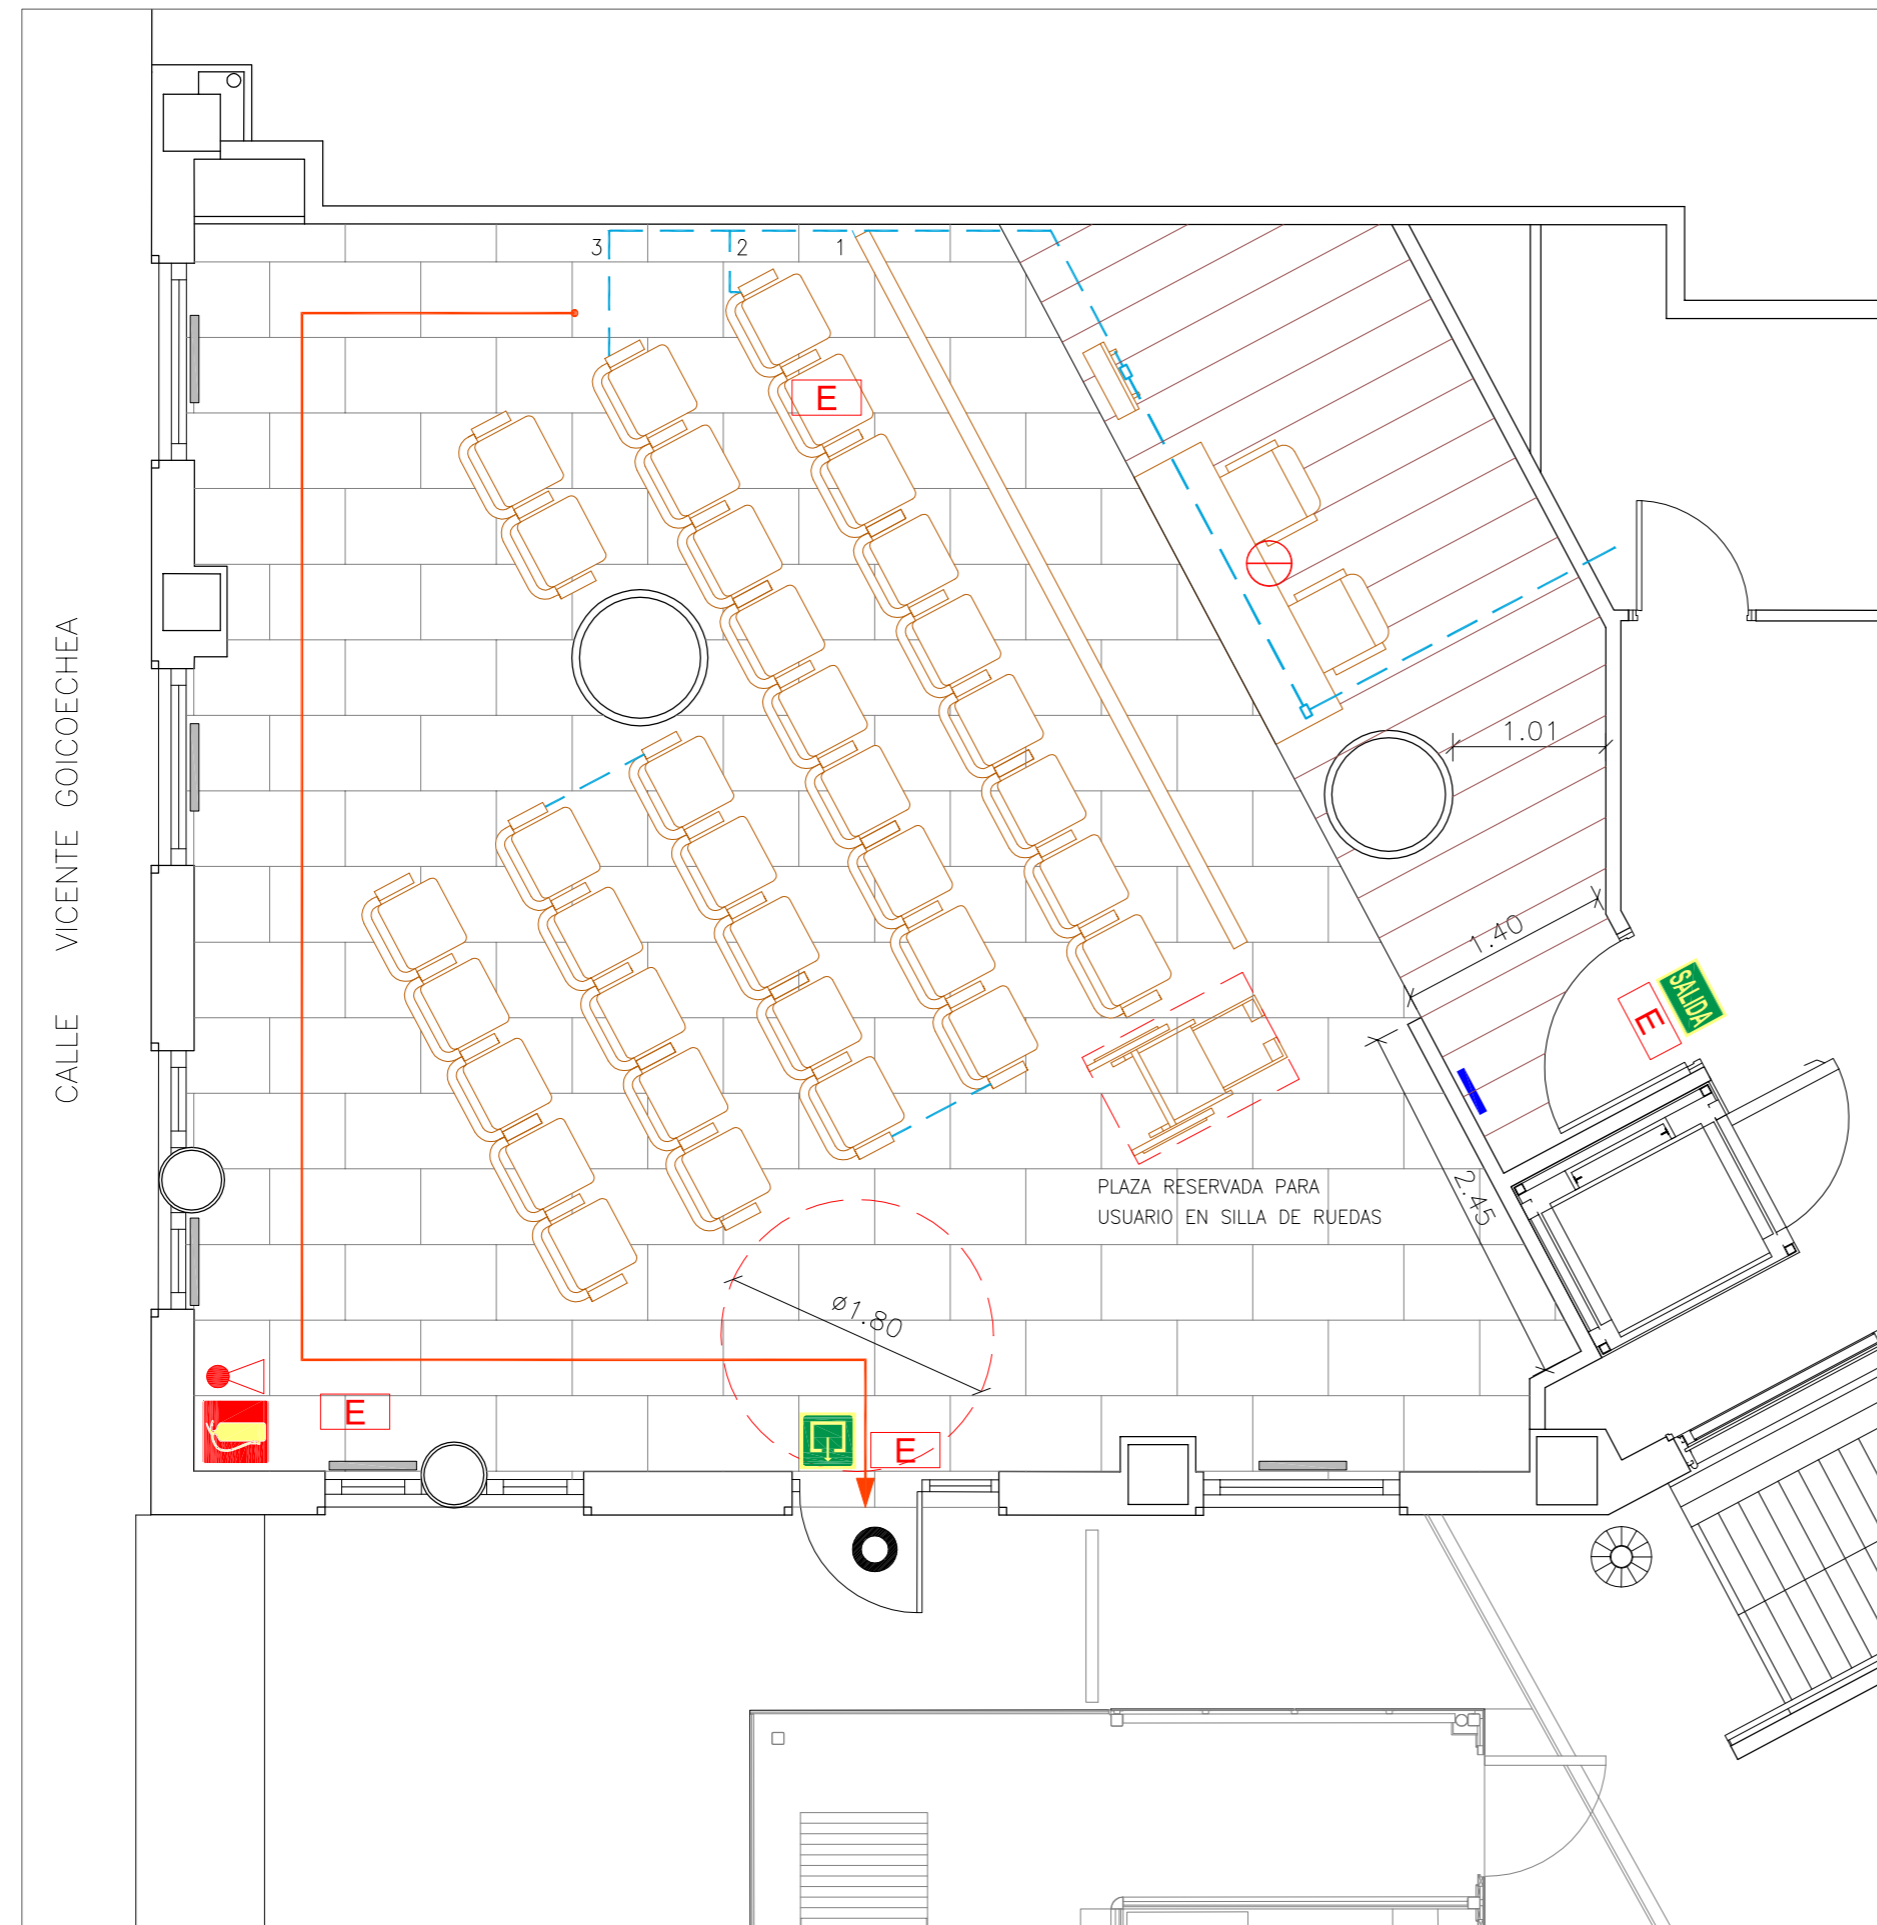 3 2 1
E
CALLE VICENTE GOICOECHEA
1.01
1.40
SALIDA
E
2.45
PLAZA RESERVADA PARA
USUARIO EN SILLA DE RUEDAS
ø1.80
E
E